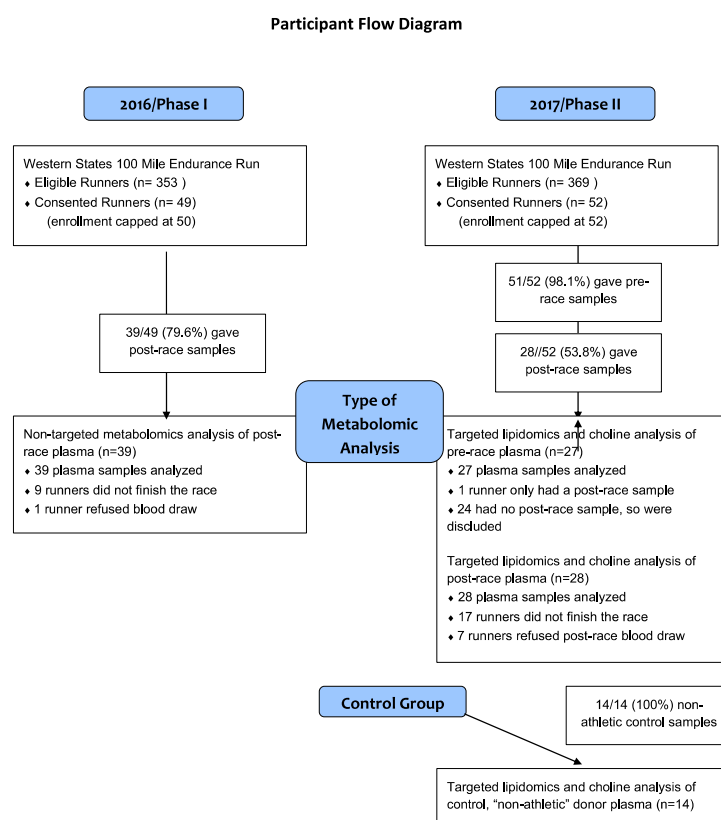 Participant Flow Diagram
2016/Phase I
Western States 100 Mile Endurance Run
♦ Eligible Runners (n= 353 )
♦ Consented Runners (n= 49)
(enrollment capped at 50)
39/49 (79.6%) gave
post-race samples
Non-targeted metabolomics analysis of post-
race plasma (n=39)
♦ 39 plasma samples analyzed
♦ 9 runners did not finish the race
♦ 1 runner refused blood draw
2017/Phase II
Western States 100 Mile Endurance Run
♦ Eligible Runners (n= 369 )
♦ Consented Runners (n= 52)
(enrollment capped at 52)
51/52 (98.1%) gave pre-
race samples
28//52 (53.8%) gave
post-race samples
Type of
Metabolomic
Analysis
Targeted lipidomics and choline analysis of
pre-race plasma (n=27)
♦ 27 plasma samples analyzed
♦ 1 runner only had a post-race sample
♦ 24 had no post-race sample, so were
discluded
Targeted lipidomics and choline analysis of
post-race plasma (n=28)
♦ 28 plasma samples analyzed
♦ 17 runners did not finish the race
♦ 7 runners refused post-race blood draw
Control Group
14/14 (100%) non-
athletic control samples
Targeted lipidomics and choline analysis of
control, “non-athletic” donor plasma (n=14)